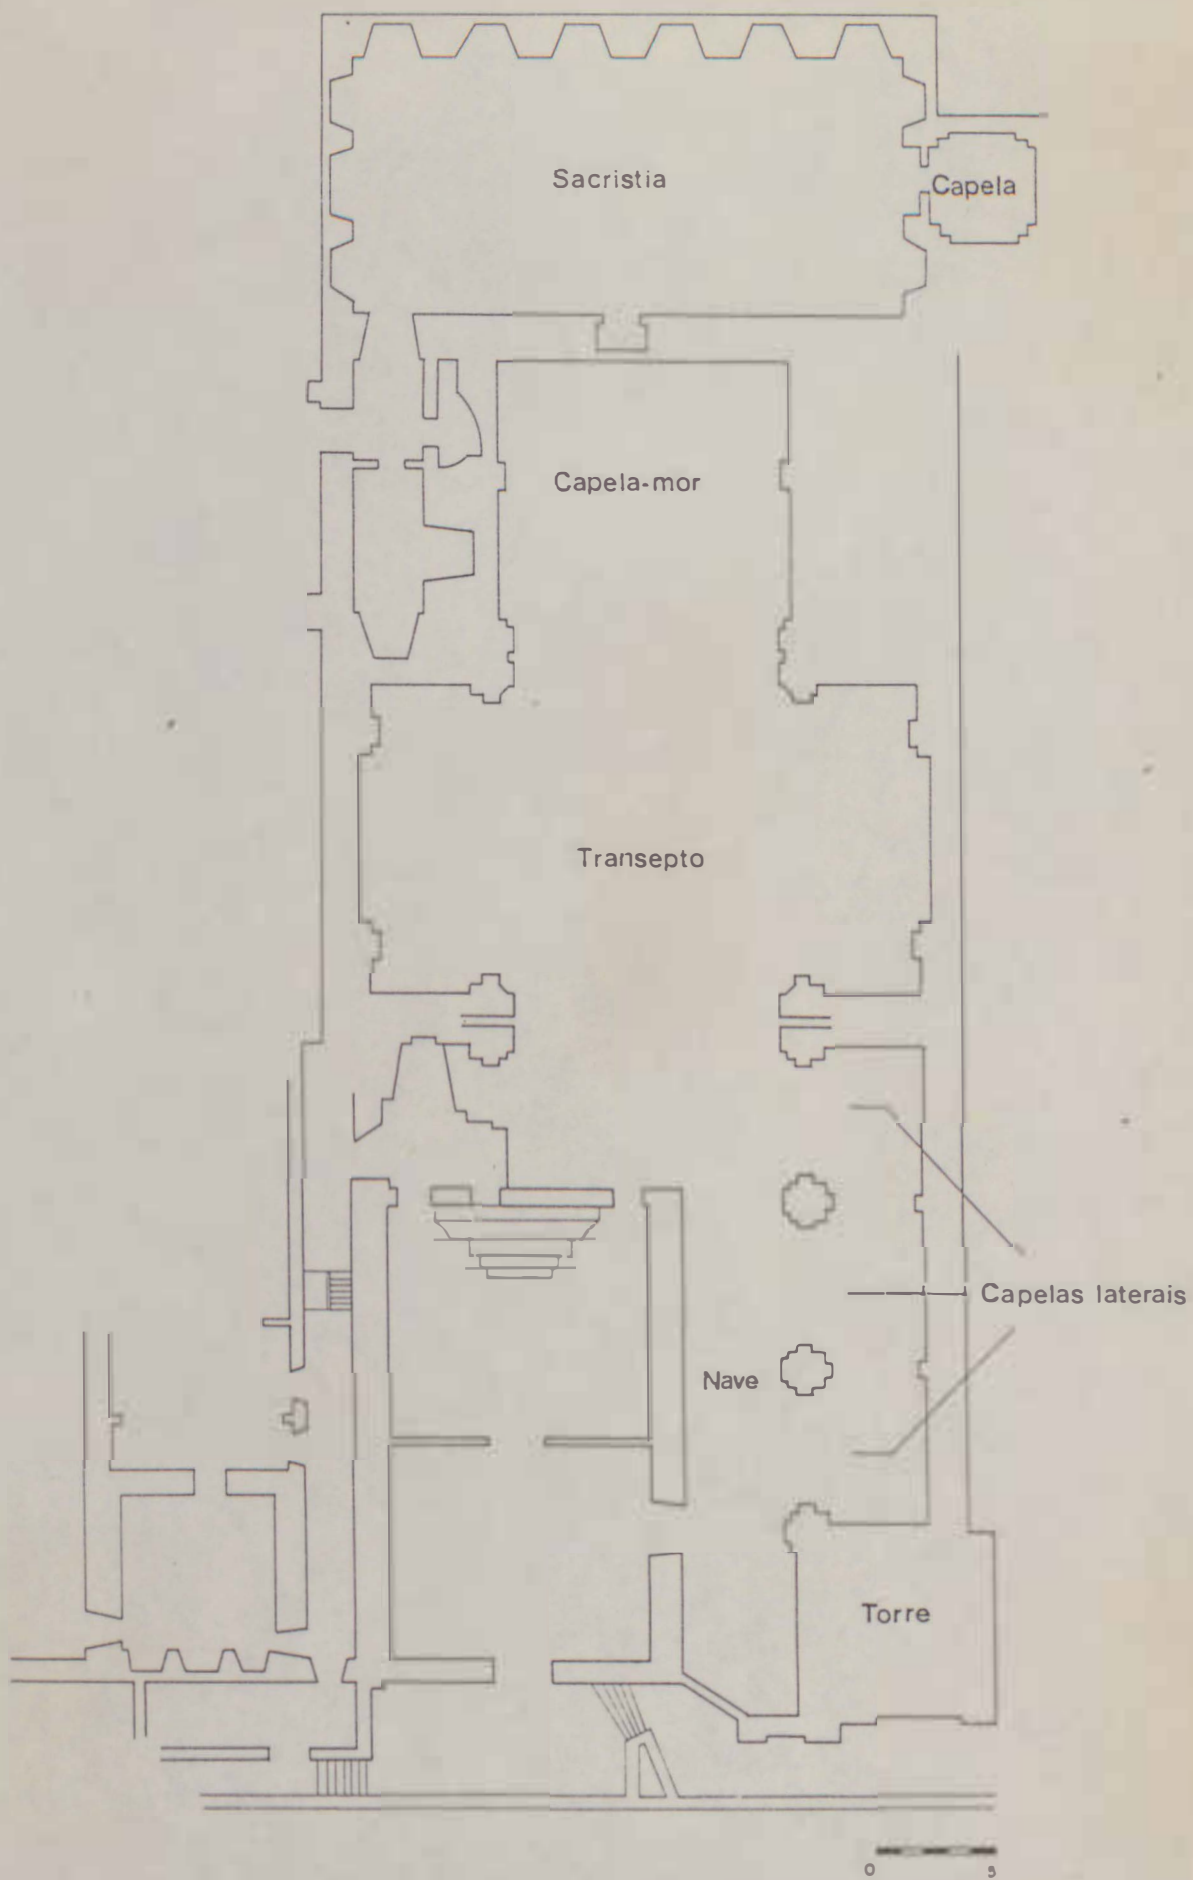 Sacristia
Capela
Capela-mor
Transepto
Capelas laterais
Nave
Torre
0 5